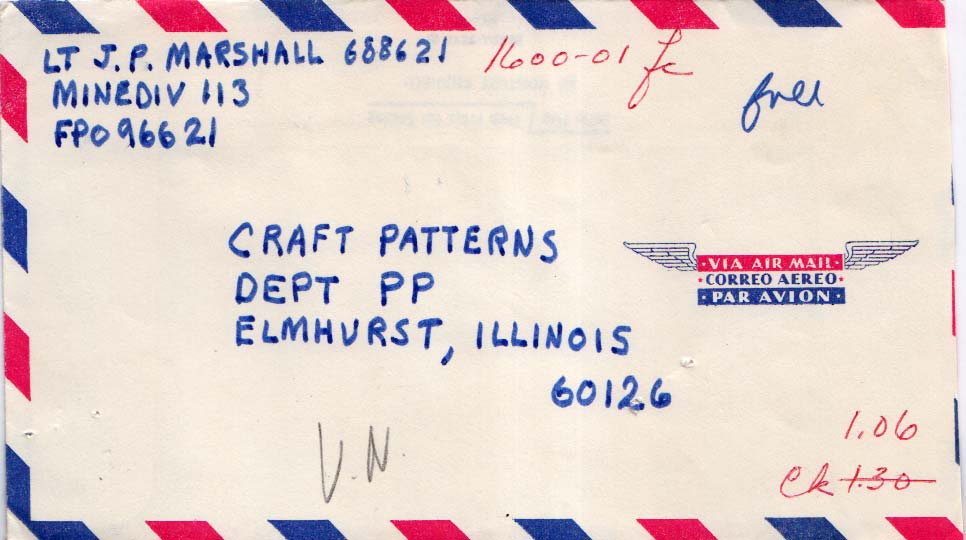 LT J. P. MARSHALL 688621
MINEDIV 113
FPO 96621
1600-01 fc
free
CRAFT PATTERNS
DEPT PP
ELMHURST, ILLINOIS
60126
· VIA AIR MAIL ·
CORREO AEREO
· PAR AVION ·
V.N.
1.06
Ck 1.30